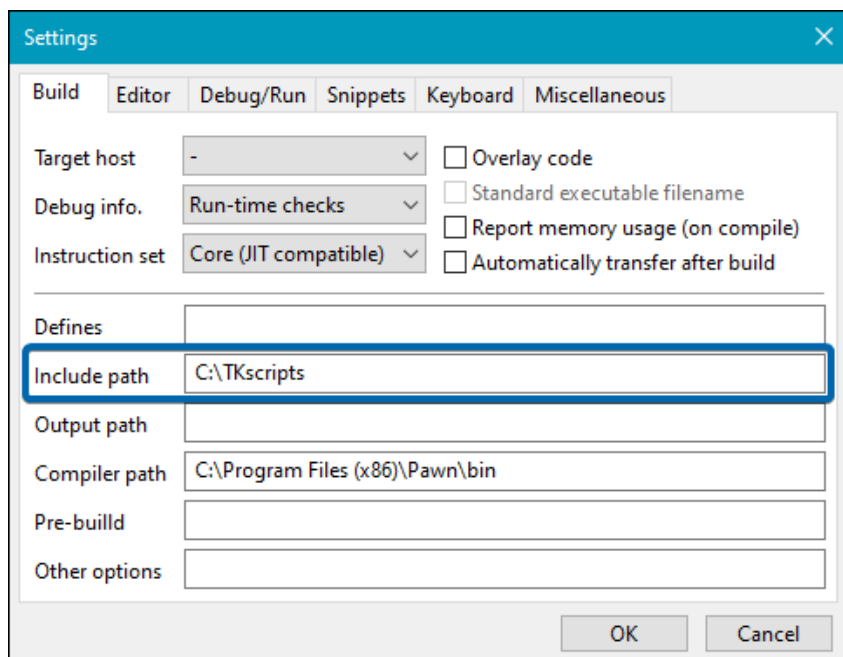 Settings
Build Editor Debug/Run Snippets Keyboard Miscellaneous
Target host - Overlay code
Standard executable filename
Debug info. Run-time checks
Report memory usage (on compile)
Instruction set Core (JIT compatible) Automatically transfer after build
Defines
Include path C:\TKscripts
Output path
Compiler path C:\Program Files (x86)\Pawn\bin
Pre-builld
Other options
OK Cancel